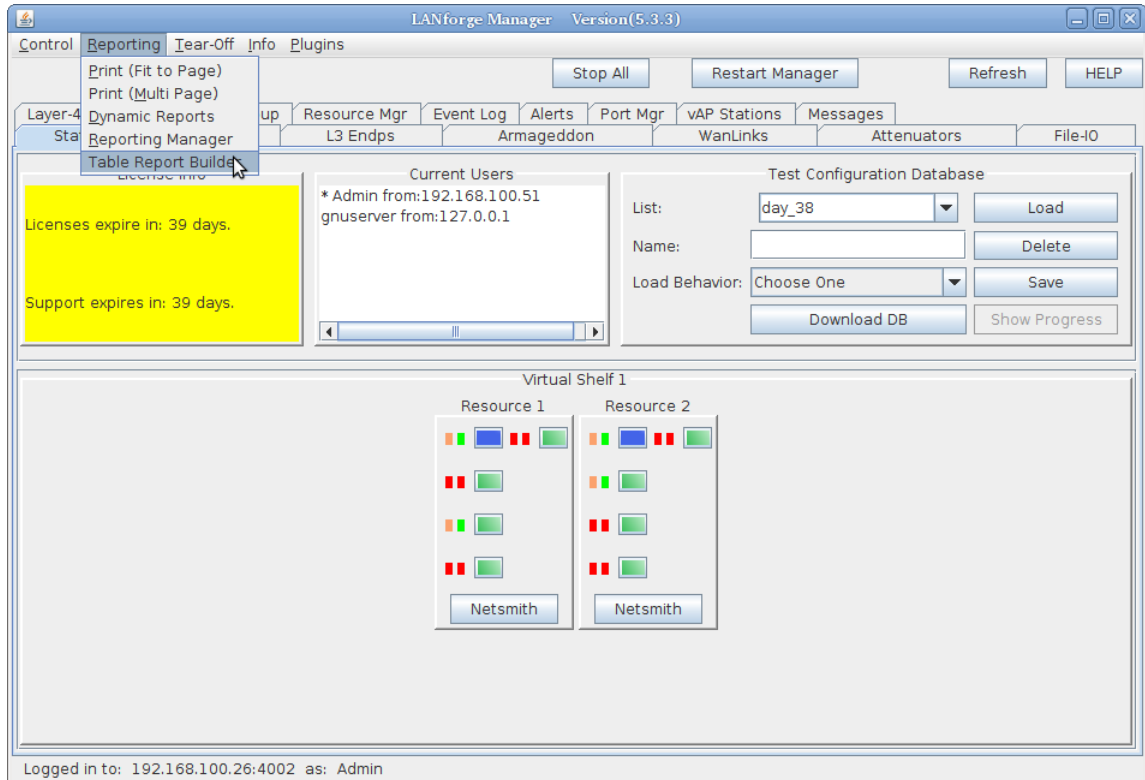 LANforge Manager Version(5.3.3)
Control Reporting Tear-Off Info Plugins
Print (Fit to Page)
Print (Multi Page)
Dynamic Reports
Reporting Manager
Table Report Builder
Stop All Restart Manager Refresh HELP
Layer-4 up Resource Mgr Event Log Alerts Port Mgr vAP Stations Messages
L3 Endps Armageddon WanLinks Attenuators File-IO
License Info
Licenses expire in: 39 days.
Support expires in: 39 days.
Current Users
* Admin from:192.168.100.51
gnuserver from:127.0.0.1
Test Configuration Database
List: day_38 Load
Name: Delete
Load Behavior: Choose One Save
Download DB Show Progress
Virtual Shelf 1
Resource 1 Resource 2
Netsmith Netsmith
Logged in to: 192.168.100.26:4002 as: Admin